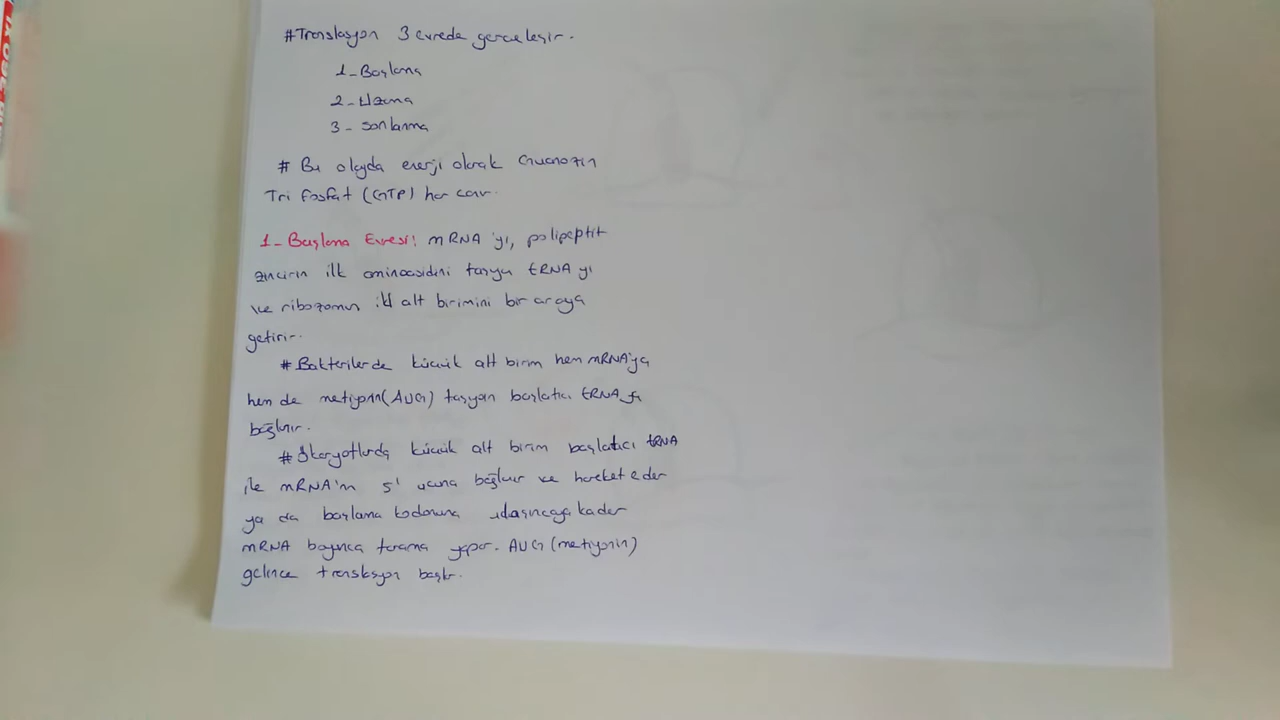 #Translasyon 3 evrede gerçekleşir.
1-Başlama
2-Uzama
3-Sonlanma
# Bu olayda enerji olarak Guanozin
Tri fosfat (GTP) harcanır.
1-Başlama Evresi: mRNA'yı, polipeptit
zincirin ilk aminoasidini taşıyan tRNA yı
ve ribozomun iki alt birimini bir araya
getirir.
#Bakterilerde küçük alt birim hem mRNA'ya
hem de metiyonin(AUG) taşıyan başlatıcı tRNA ya
bağlanır.
# Ökaryotlarda küçük alt birim başlatıcı tRNA
ile mRNA'nın 5' ucuna bağlanır ve hareket eder
ya da başlama kodonuna ulaşıncaya kadar
mRNA boyunca tarama yapar. AUG (metiyonin)
gelince translasyon başlar.